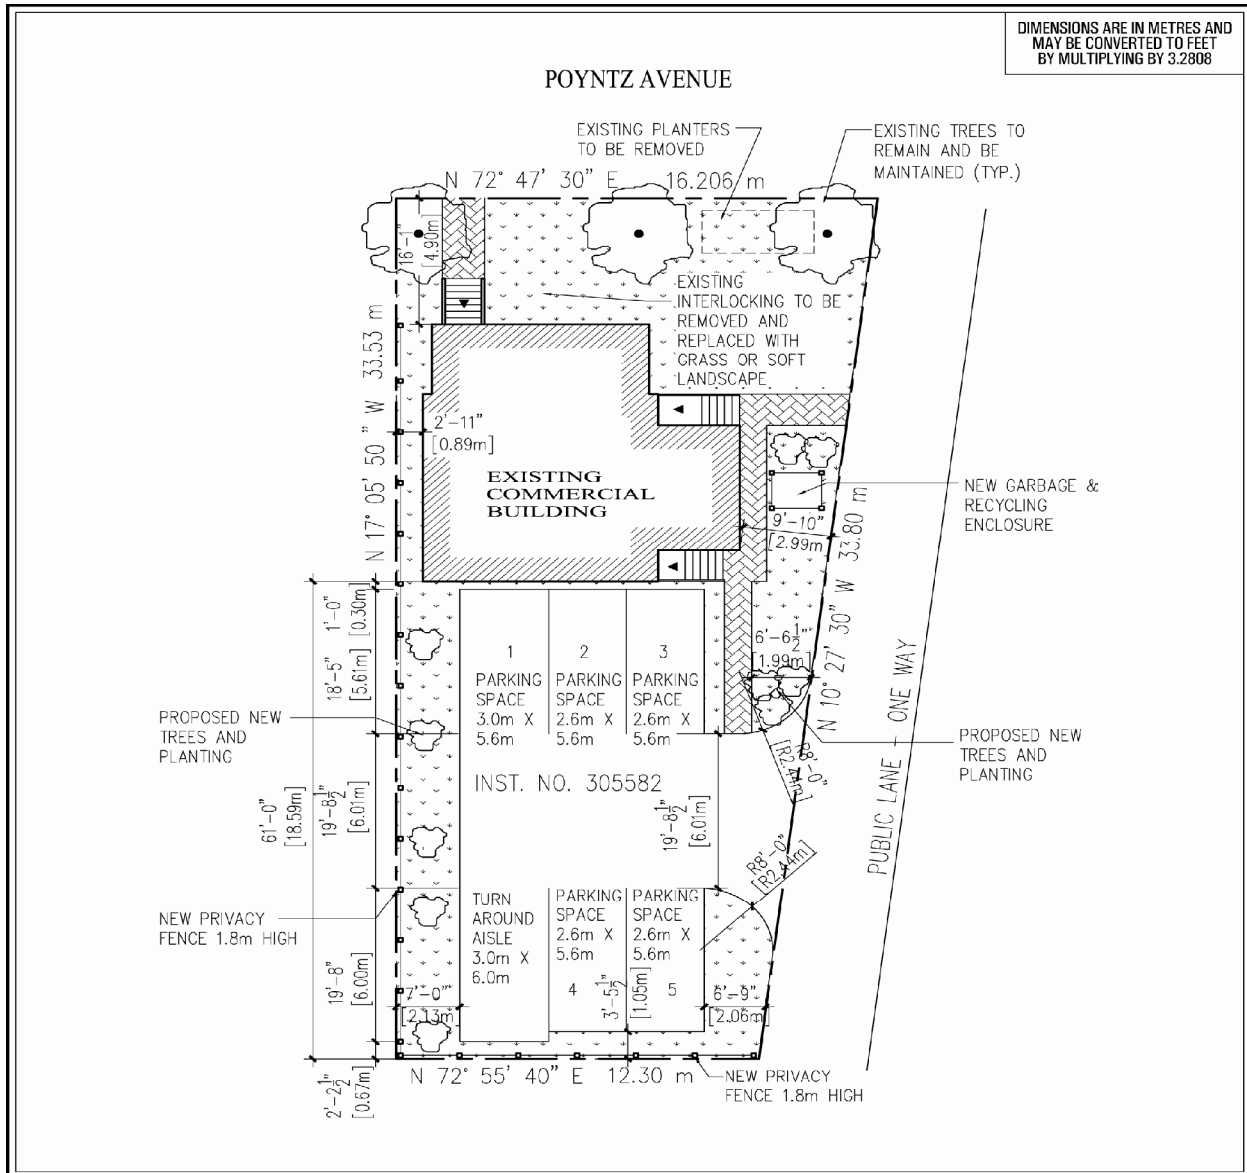 DIMENSIONS ARE IN METRES AND
MAY BE CONVERTED TO FEET
BY MULTIPLYING BY 3.2808
POYNTZ AVENUE
EXISTING PLANTERS
TO BE REMOVED
EXISTING TREES TO
REMAIN AND BE
MAINTAINED (TYP.)
N 72° 47' 30" E 16.206 m
16'-1"
[4.90m]
EXISTING
INTERLOCKING TO BE
REMOVED AND
REPLACED WITH
GRASS OR SOFT
LANDSCAPE
N 17° 05' 50" W 33.53 m
2'-11"
[0.89m]
EXISTING
COMMERCIAL
BUILDING
NEW GARBAGE &
RECYCLING
ENCLOSURE
9'-10"
[2.99m
N 10° 27' 30" W 33.80 m
PUBLIC LANE - ONE WAY
1'-0"
[0.30m]
18'-5"
[5.61m]
6'-6 1/2"
[1.99m]
1
PARKING
SPACE
3.0m X
5.6m
2
PARKING
SPACE
2.6m X
5.6m
3
PARKING
SPACE
2.6m X
5.6m
PROPOSED NEW
TREES AND
PLANTING
PROPOSED NEW
TREES AND
PLANTING
R8'-0"
[R2.44m]
INST. NO. 305582
61'-0"
[18.59m]
19'-8 1/2"
[6.01m]
19'-8 1/2"
[6.01m]
R8'-0"
[R2.44m]
NEW PRIVACY
FENCE 1.8m HIGH
TURN
AROUND
AISLE
3.0m X
6.0m
PARKING
SPACE
2.6m X
5.6m
4
PARKING
SPACE
2.6m X
5.6m
5
19'-8"
[6.00m]
7'-0"
[2.13m]
3'-5 1/2"
[1.05m]
6'-9"
[2.06m]
2'-2 1/2"
[0.67m]
N 72° 55' 40" E 12.30 m
NEW PRIVACY
FENCE 1.8m HIGH